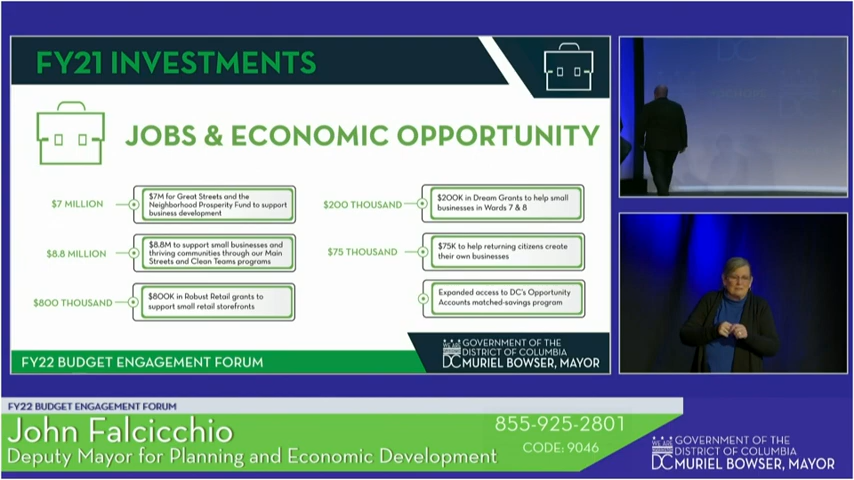 FY21 INVESTMENTS
JOBS & ECONOMIC OPPORTUNITY
$7 MILLION
$7M for Great Streets and the
Neighborhood Prosperity Fund to support
business development
$8.8 MILLION
$8.8M to support small businesses and
thriving communities through our Main
Streets and Clean Teams programs
$800 THOUSAND
$800K in Robust Retail grants to
support small retail storefronts
$200 THOUSAND
$200K in Dream Grants to help small
businesses in Wards 7 & 8
$75 THOUSAND
$75K to help returning citizens create
their own businesses
Expanded access to DC's Opportunity
Accounts matched-savings program
FY22 BUDGET ENGAGEMENT FORUM
WE ARE
DC
GOVERNMENT OF THE
DISTRICT OF COLUMBIA
MURIEL BOWSER, MAYOR
FY22 BUDGET ENGAGEMENT FORUM
John Falcicchio
Deputy Mayor for Planning and Economic Development
855-925-2801
CODE: 9046
WE ARE
DC
GOVERNMENT OF THE
DISTRICT OF COLUMBIA
MURIEL BOWSER, MAYOR